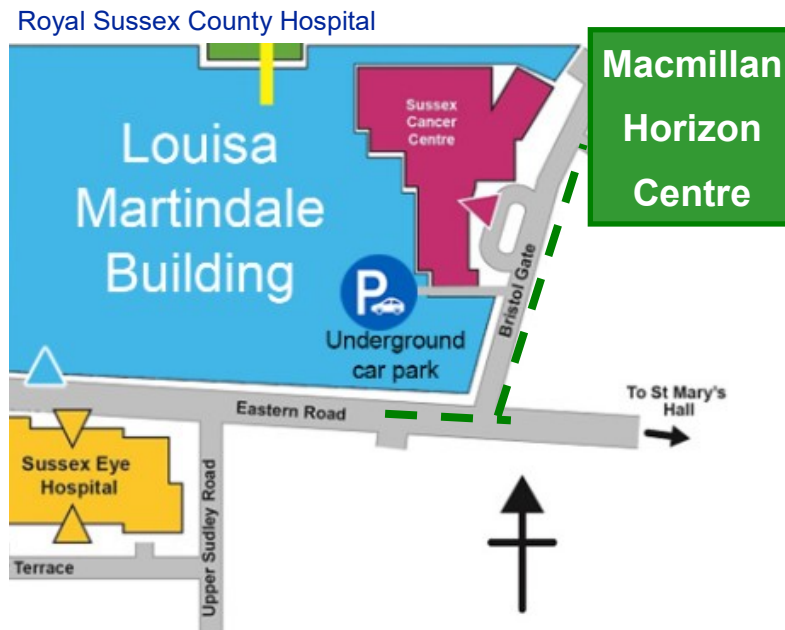 Royal Sussex County Hospital
Macmillan
Horizon
Centre
Sussex
Cancer
Centre
Louisa
Martindale
Building
P
Underground
car park
Bristol Gate
Eastern Road
To St Mary's
Hall
Sussex Eye
Hospital
Upper Sudley Road
Terrace